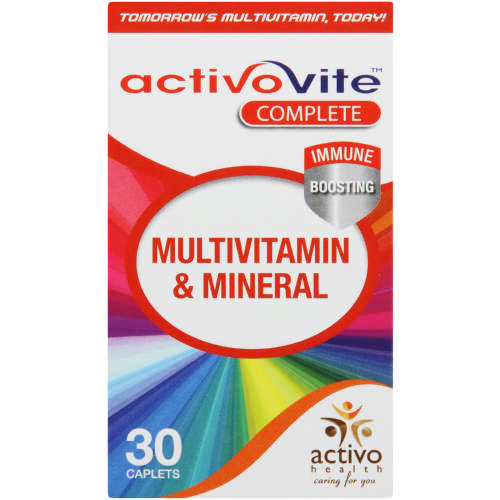 TOMORROW'S MULTIVITAMIN, TODAY!
activovite™
COMPLETE
IMMUNE
BOOSTING
MULTIVITAMIN
& MINERAL
30
CAPLETS
activo
health
caring for you